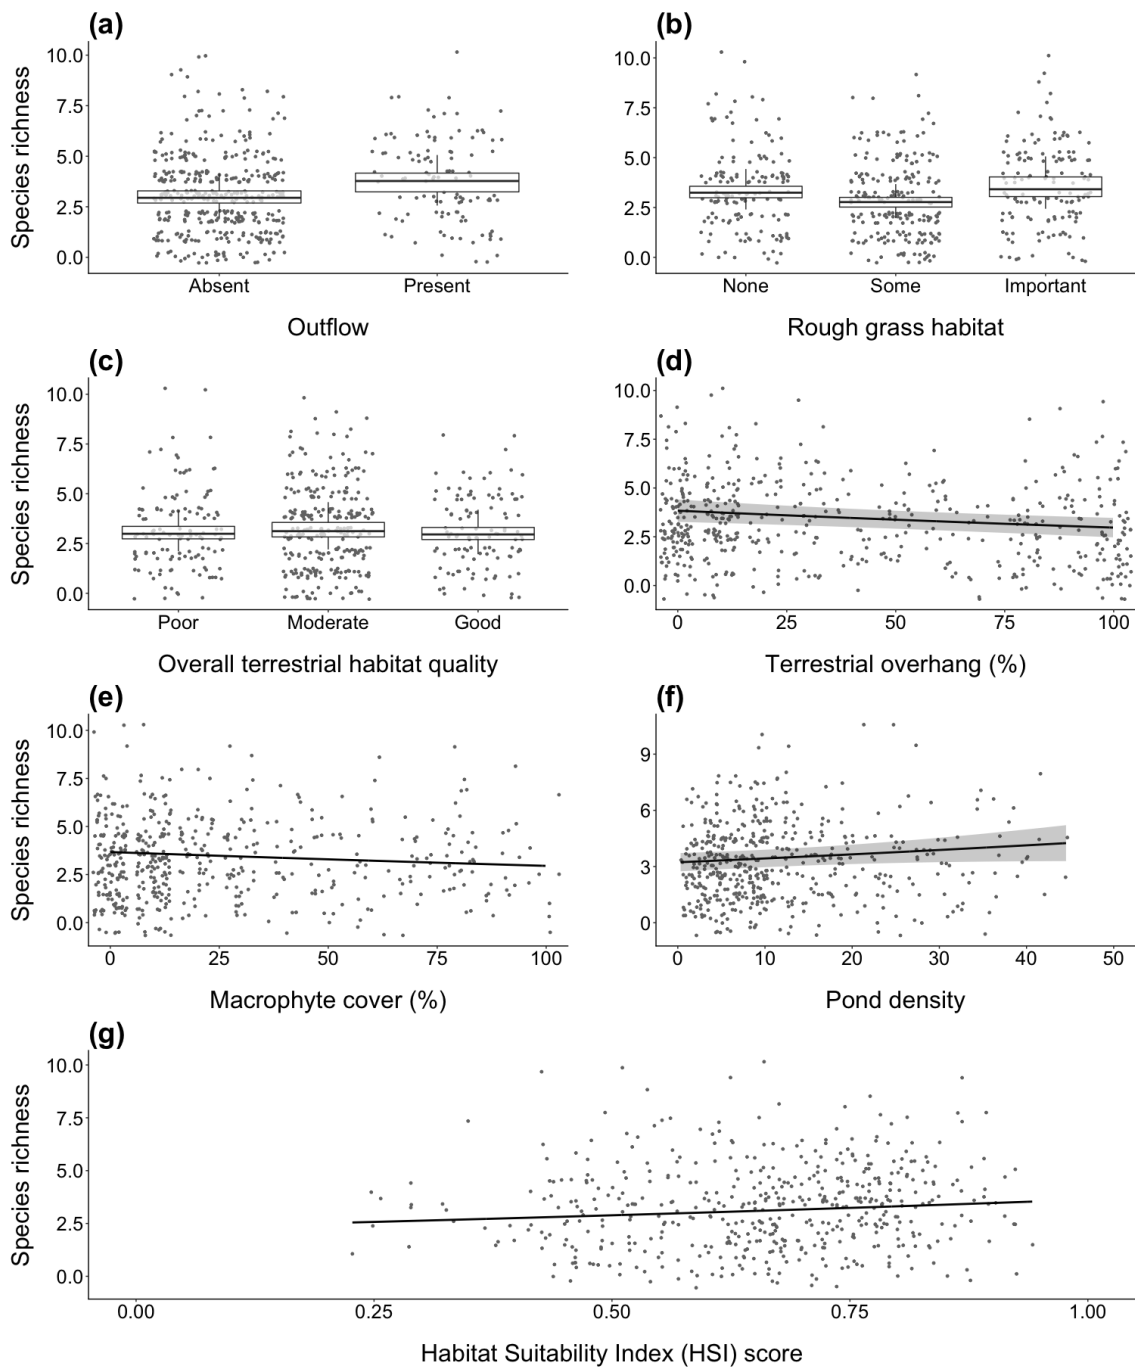 (a)
Species richness
10.0
7.5
5.0
2.5
0.0
Absent Present
Outflow
(b)
10.0
7.5
5.0
2.5
0.0
None Some Important
Rough grass habitat
(c)
Species richness
10.0
7.5
5.0
2.5
0.0
Poor Moderate Good
Overall terrestrial habitat quality
(d)
10.0
7.5
5.0
2.5
0.0
0 25 50 75 100
Terrestrial overhang (%)
(e)
Species richness
10.0
7.5
5.0
2.5
0.0
0 25 50 75 100
Macrophyte cover (%)
(f)
9
6
3
0
0 10 20 30 40 50
Pond density
(g)
Species richness
10.0
7.5
5.0
2.5
0.0
0.00 0.25 0.50 0.75 1.00
Habitat Suitability Index (HSI) score